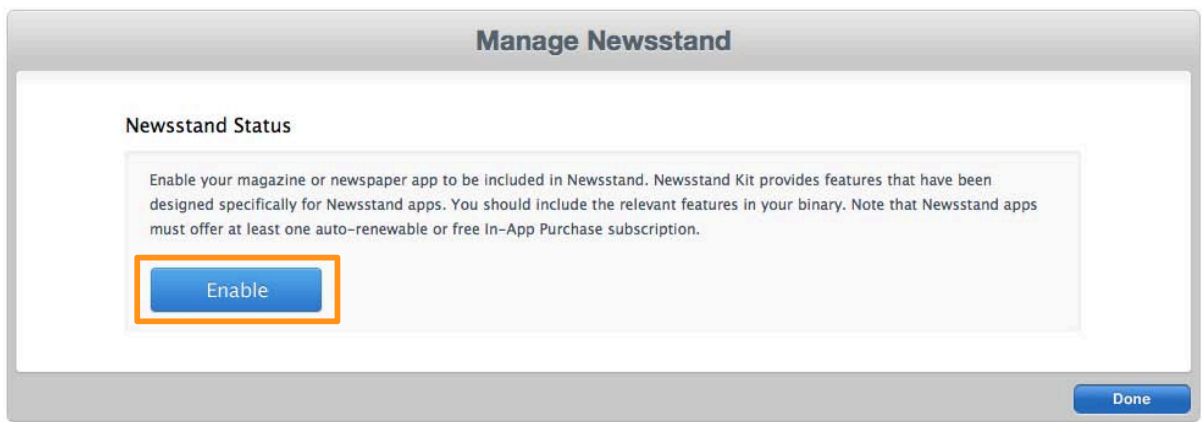 Manage Newsstand
Newsstand Status
Enable your magazine or newspaper app to be included in Newsstand. Newsstand Kit provides features that have been
designed specifically for Newsstand apps. You should include the relevant features in your binary. Note that Newsstand apps
must offer at least one auto-renewable or free In-App Purchase subscription.
Enable
Done